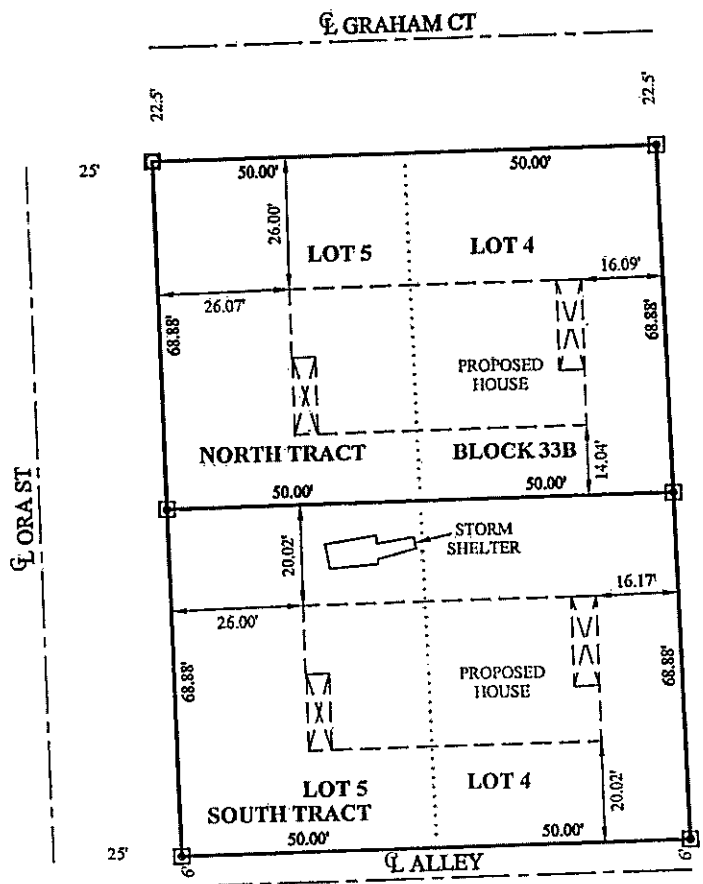 ℄ GRAHAM CT
22.5'
22.5'
25'
50.00'
50.00'
26.00'
LOT 5
LOT 4
16.09'
26.07'
68.88'
68.88'
PROPOSED
HOUSE
NORTH TRACT
BLOCK 33B
14.04'
50.00'
50.00'
℄ ORA ST
STORM
SHELTER
20.02'
16.17'
26.00'
68.88'
68.88'
PROPOSED
HOUSE
LOT 5
LOT 4
SOUTH TRACT
20.02'
50.00'
50.00'
25'
6'
℄ ALLEY
6'